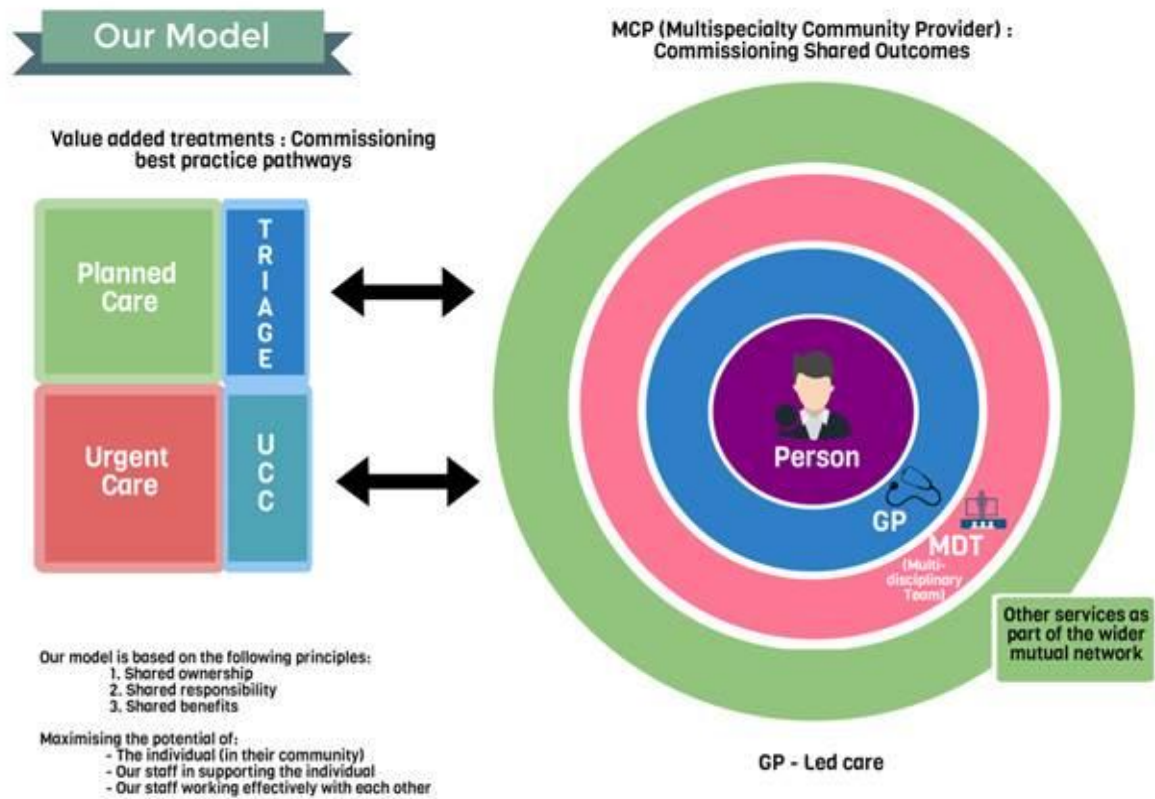 Our Model
MCP (Multispecialty Community Provider) :
Commissioning Shared Outcomes
Value added treatments : Commissioning
best practice pathways
Planned
Care
TRIAGE
Urgent
Care
UCC
Person
GP
MDT
(Multi-
disciplinary
Team)
Other services as
part of the wider
mutual network
Our model is based on the following principles:
1. Shared ownership
2. Shared responsibility
3. Shared benefits
Maximising the potential of:
- The individual (in their community)
- Our staff in supporting the individual
- Our staff working effectively with each other
GP - Led care